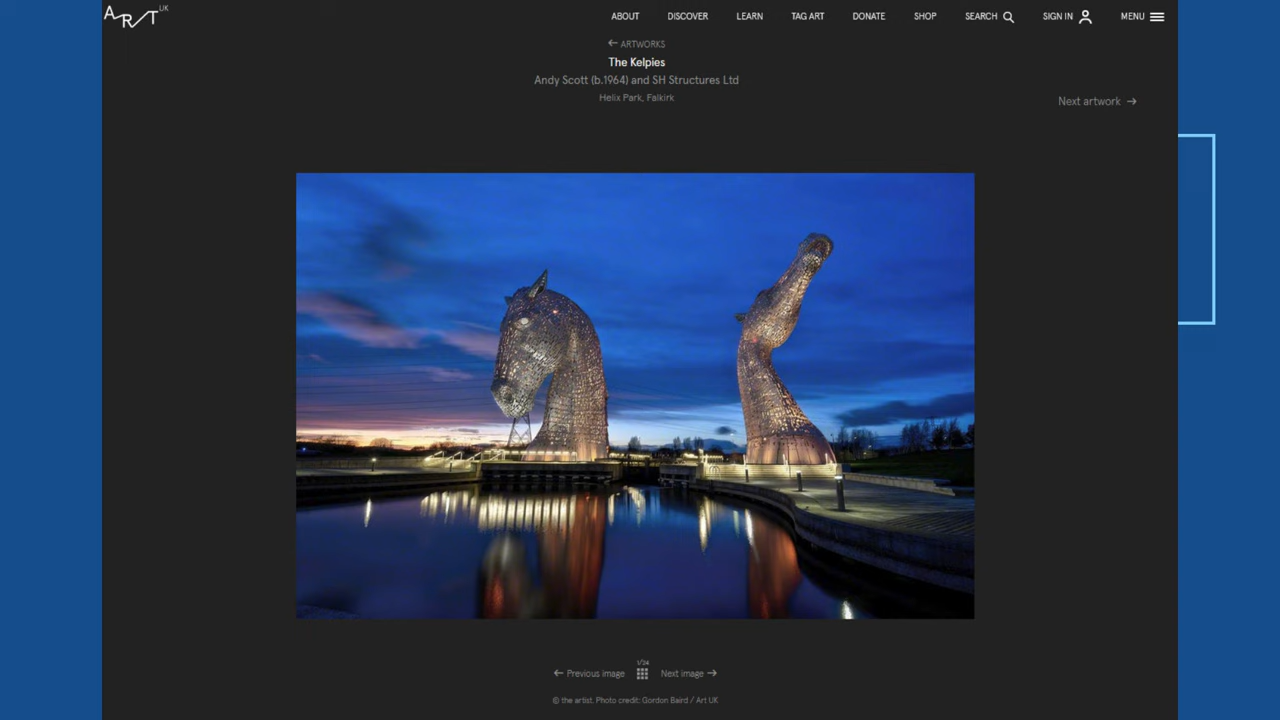 ART UK
ABOUT DISCOVER LEARN TAG ART DONATE SHOP SEARCH SIGN IN MENU
← ARTWORKS
The Kelpies
Andy Scott (b.1964) and SH Structures Ltd
Helix Park, Falkirk
Next artwork →
1/24
← Previous image Next image →
© the artist. Photo credit: Gordon Baird / Art UK